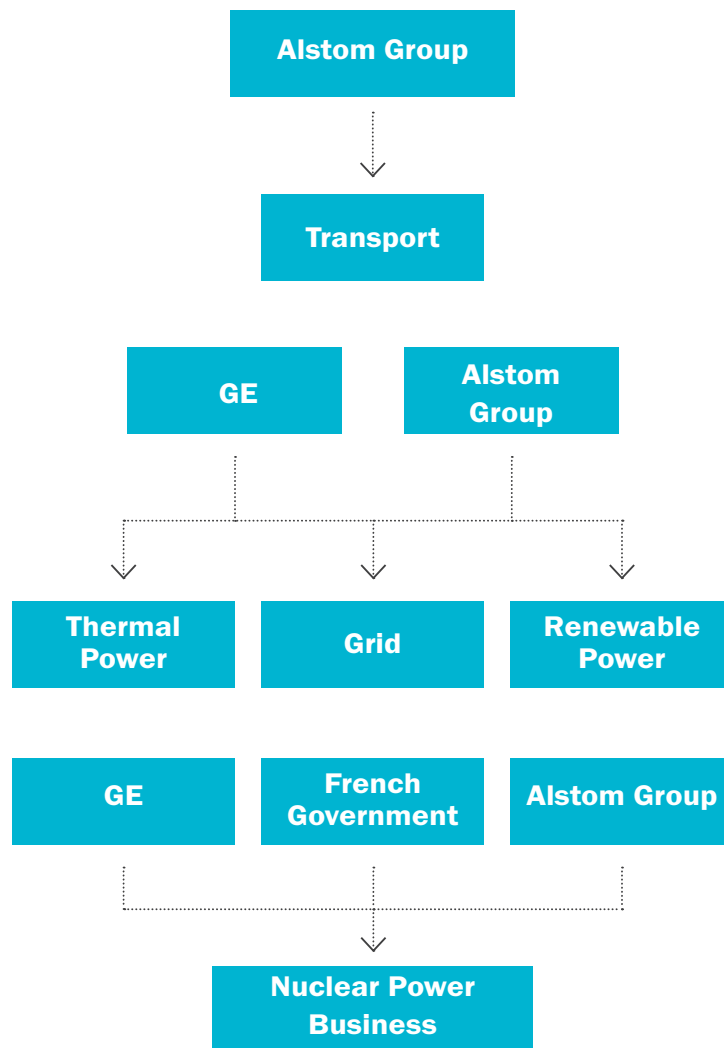 Alstom Group
Transport
GE
Alstom
Group
Thermal
Power
Grid
Renewable
Power
GE
French
Government
Alstom Group
Nuclear Power
Business